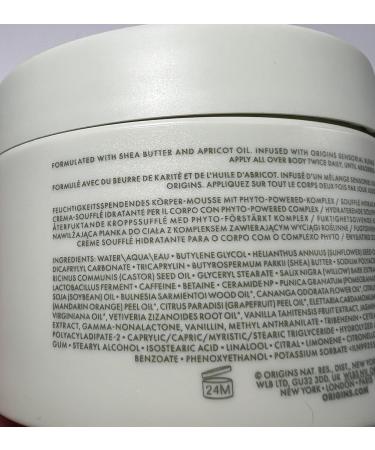 FORMULATED WITH SHEA BUTTER AND APRICOT OIL. INFUSED WITH ORIGINS SENSORIAL
APPLY ALL OVER BODY TWICE DAILY, UNTIL
FORMULÉ AVEC DU BEURRE DE KARITÉ ET DE L'HUILE D'ABRICOT. INFUSÉ D'UN MÉLANGE
ORIGINS. APPLIQUEZ SUR TOUT LE CORPS DEUX FOIS PAR JOUR
FEUCHTIGKEITSSPENDENDES KÖRPER-MOUSSE MIT PHYTO-POWERED-KOMPLEX / SOUFFLÉ
CREMA-SOUFFLÉ IDRATANTE PER IL CORPO CON PHYTO-POWERED COMPLEX / HYDRATERENDE
ÅTERFUKTANDE KROPPSSUFFLÉ MED PHYTO-FÖRSTÄRKT KOMPLEX /
NAWILŻAJĄCA PIANKA DO CIAŁA Z KOMPLEKSEM ZAWIERAJĄCYM WYCIĄGI ROŚLINNE /
CRÈME SOUFFLÉ HIDRATANTE PARA O CORPO COM O COMPLEXO PHYTO /
INGREDIENTS: WATER\AQUA\EAU • BUTYLENE GLYCOL • HELIANTHUS ANNUUS (SUNFLOWER) SEED
DICAPRYLYL CARBONATE • TRICAPRYLIN • BUTYROSPERMUM PARKII (SHEA) BUTTER • SODIUM
RICINUS COMMUNIS (CASTOR) SEED OIL • GLYCERYL STEARATE • SALIX NIGRA (WILLOW) BARK
LACTOBACILLUS FERMENT • CAFFEINE • BETAINE • CERAMIDE NP • PUNICA GRANATUM
SOJA (SOYBEAN) OIL • BULNESIA SARMIENTOI WOOD OIL • CANANGA ODORATA FLOWER OIL •
(MANDARIN ORANGE) PEEL OIL*, CITRUS PARADISI (GRAPEFRUIT) PEEL OIL*, ELETTARIA
VIRGINIANA OIL*, VETIVERIA ZIZANOIDES ROOT OIL*, VANILLA TAHITENSIS FRUIT EXTRACT,
EXTRACT, GAMMA-NONALACTONE, VANILLIN, METHYL ANTHRANILATE • TRIBEHENIN •
POLYACYLADIPATE-2 • CAPRYLIC/CAPRIC/MYRISTIC/STEARIC TRIGLYCERIDE •
GUM • STEARYL ALCOHOL • ISOSTEARIC ACID • LINALOOL • CITRAL • LIMONENE •
BENZOATE • PHENOXYETHANOL • POTASSIUM SORBATE
24M
© ORIGINS NAT. RES. DIST., NEW YORK
WLB LTD, GU32 3DD, UK
NEW YORK • LONDON
ORIGINS.COM